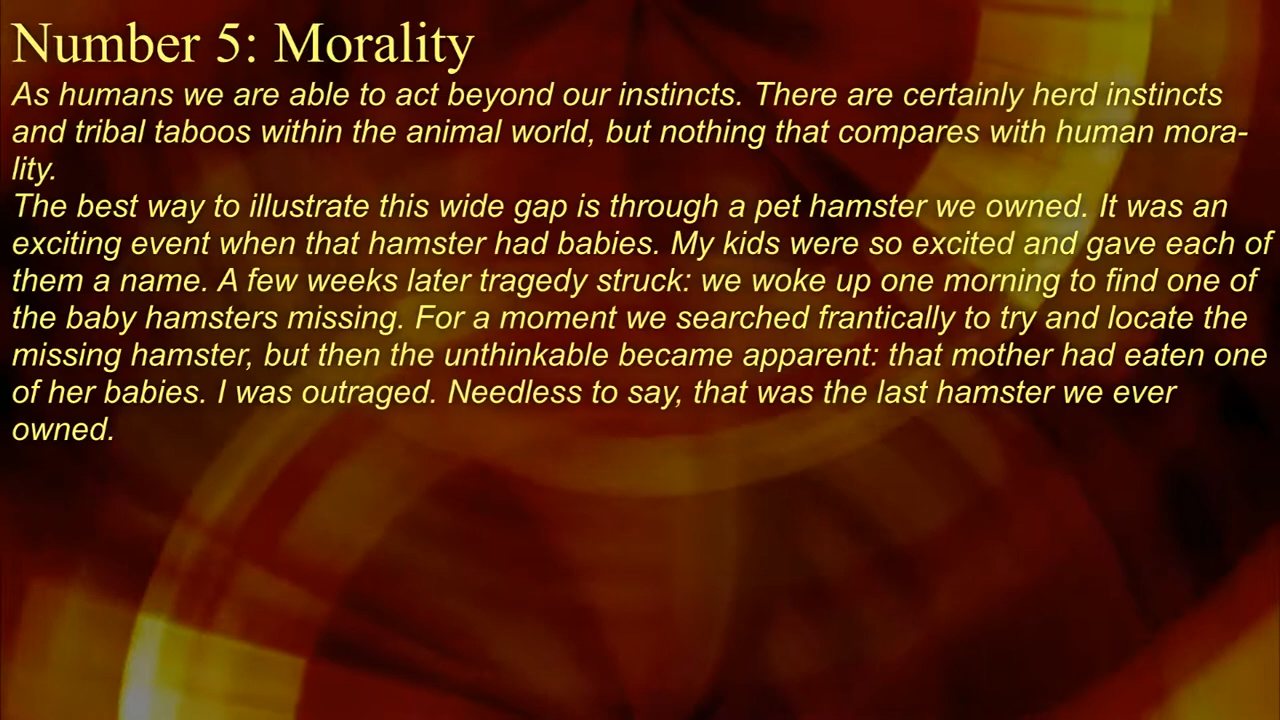 Number 5: Morality
As humans we are able to act beyond our instincts. There are certainly herd instincts
and tribal taboos within the animal world, but nothing that compares with human mora-
lity.
The best way to illustrate this wide gap is through a pet hamster we owned. It was an
exciting event when that hamster had babies. My kids were so excited and gave each of
them a name. A few weeks later tragedy struck: we woke up one morning to find one of
the baby hamsters missing. For a moment we searched frantically to try and locate the
missing hamster, but then the unthinkable became apparent: that mother had eaten one
of her babies. I was outraged. Needless to say, that was the last hamster we ever
owned.